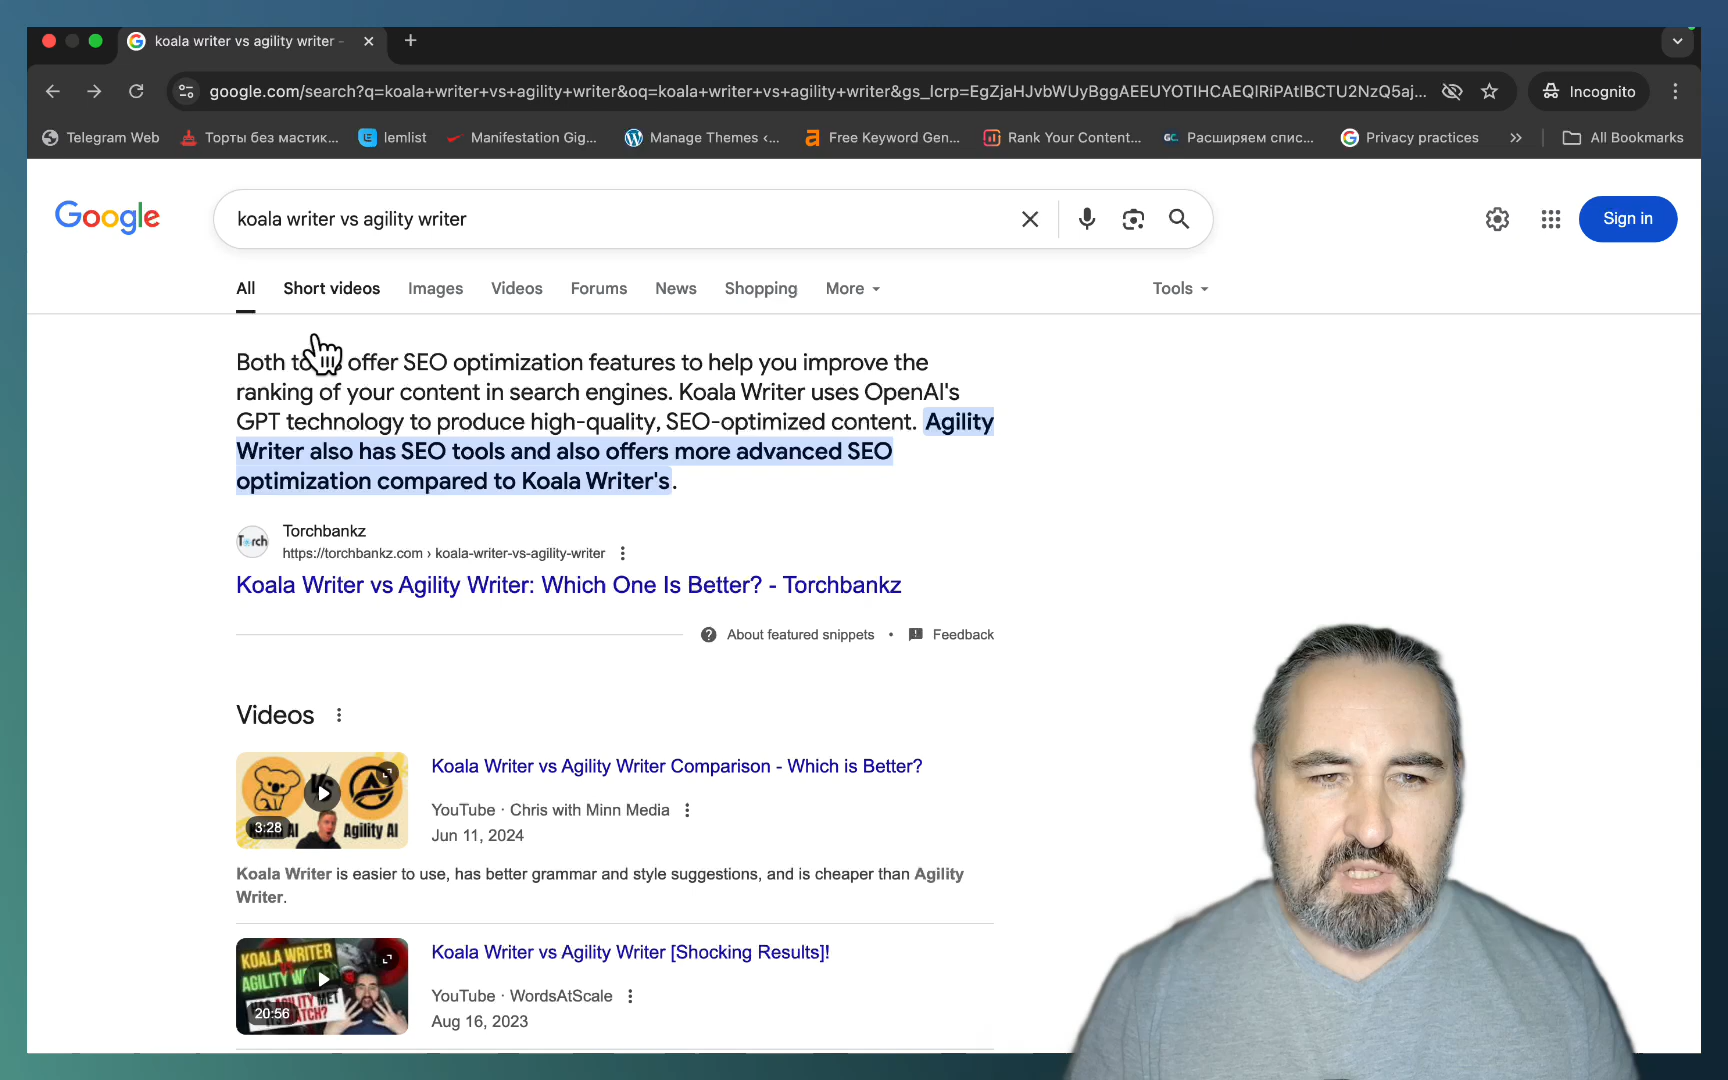 koala writer vs agility writer -
google.com/search?q=koala+writer+vs+agility+writer&oq=koala+writer+vs+agility+writer&gs_lcrp=EgZjaHJvbWUyBggAEEUYOTIHCAEQIRiPAtIBCTU2NzQ5aj...
Incognito
Telegram Web
Торты без мастик...
lemlist
Manifestation Gig...
Manage Themes ‹...
Free Keyword Gen...
Rank Your Content...
Расширяем спис...
Privacy practices
All Bookmarks
Google
koala writer vs agility writer
Sign in
All Short videos Images Videos Forums News Shopping More Tools
Both offer SEO optimization features to help you improve the
ranking of your content in search engines. Koala Writer uses OpenAI's
GPT technology to produce high-quality, SEO-optimized content. Agility
Writer also has SEO tools and also offers more advanced SEO
optimization compared to Koala Writer's.
Torch
Torchbankz
https://torchbankz.com › koala-writer-vs-agility-writer
Koala Writer vs Agility Writer: Which One Is Better? - Torchbankz
About featured snippets • Feedback
Videos
VS
3:28
AI
Agility AI
Koala Writer vs Agility Writer Comparison - Which is Better?
YouTube · Chris with Minn Media
Jun 11, 2024
Koala Writer is easier to use, has better grammar and style suggestions, and is cheaper than Agility
Writer.
KOALA WRITER
AGILITY
20:56
Koala Writer vs Agility Writer [Shocking Results]!
YouTube · WordsAtScale
Aug 16, 2023